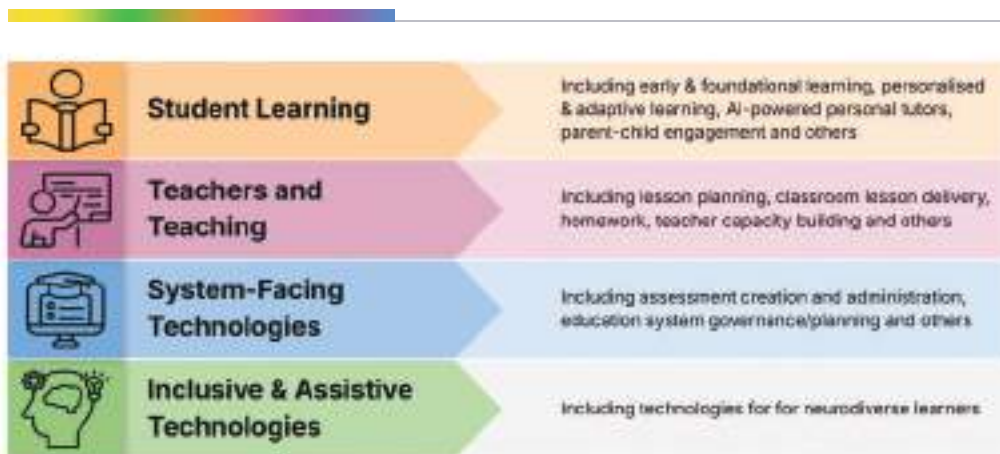 Student Learning
Including early & foundational learning, personalised
& adaptive learning, AI-powered personal tutors,
parent-child engagement and others
Teachers and
Teaching
Including lesson planning, classroom lesson delivery,
homework, teacher capacity building and others
System-Facing
Technologies
Including assessment creation and administration,
education system governance/planning and others
Inclusive & Assistive
Technologies
Including technologies for for neurodiverse learners